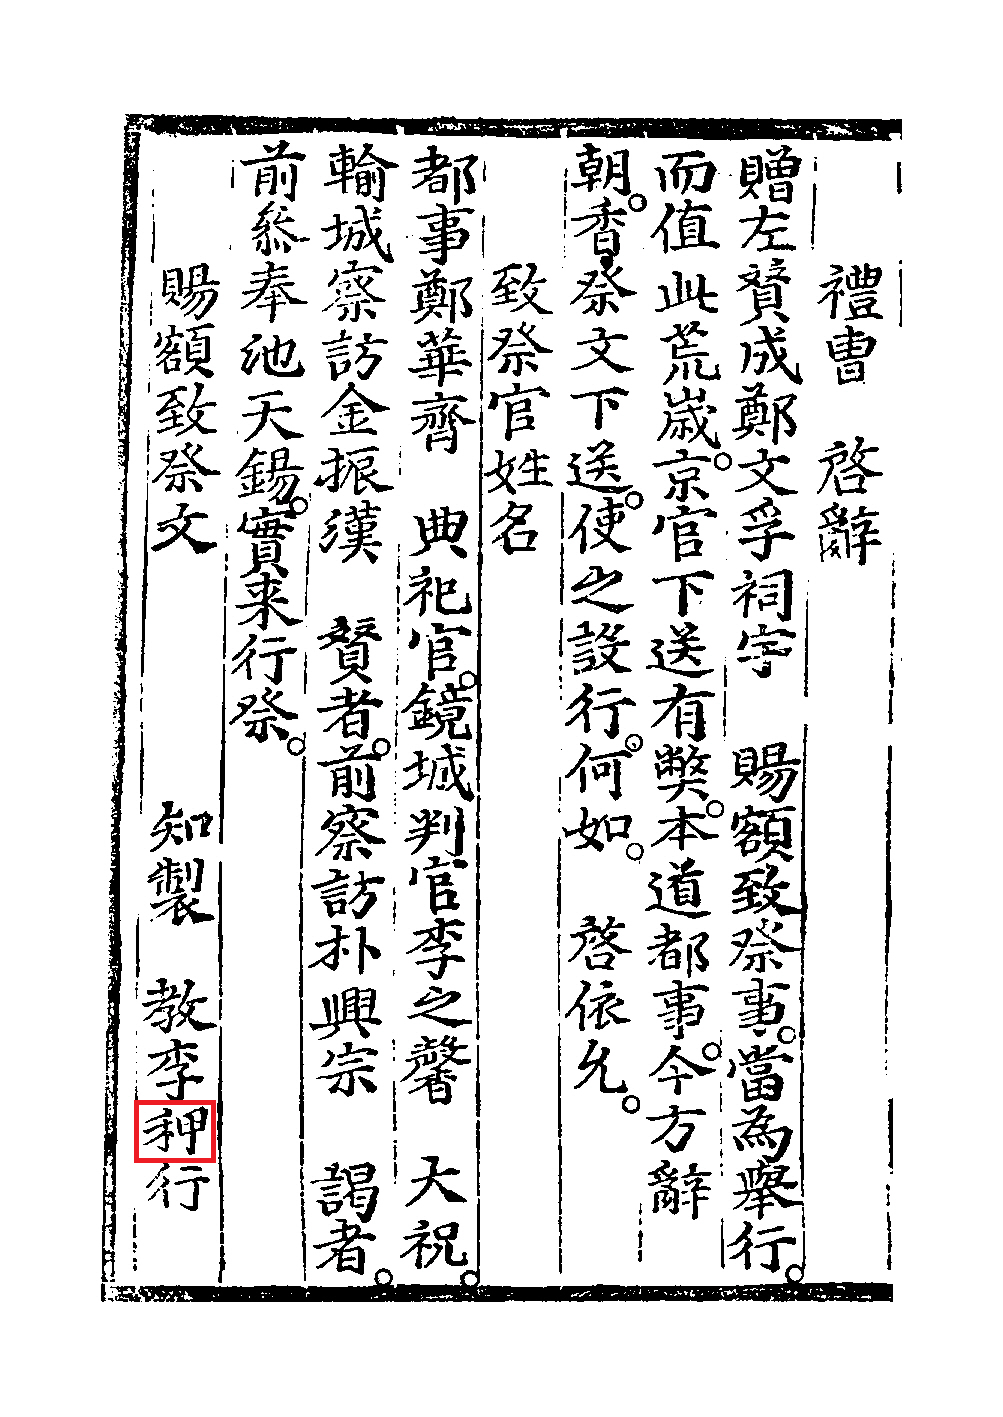 禮曹 啓辭
贈左贊成鄭文孚祠宇 賜額致祭事。當為舉行。
而值此荒歲。京官下送有弊。本道都事。今方辭
朝。香祭文下送。使之設行。何如。 啓依允。
致祭官姓名
都事鄭華齊 典祀官。鏡城判官李之馨 大祝。
輸城察訪金振漢 贊者。前察訪朴興宗 謁者。
前叅奉池天錫。實来行祭。
賜額致祭文 知製 教李行